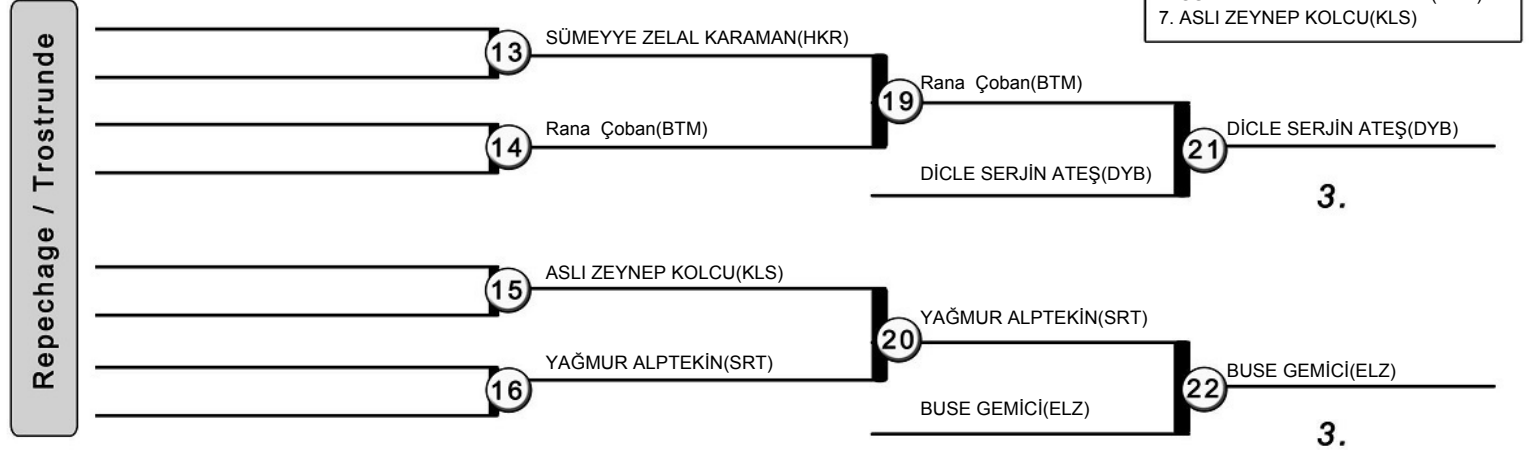 7. ASLI ZEYNEP KOLCU(KLS)
Repechage / Trostrunde
13
SÜMEYYE ZELAL KARAMAN(HKR)
14
Rana Çoban(BTM)
19
Rana Çoban(BTM)
DİCLE SERJİN ATEŞ(DYB)
21
DİCLE SERJİN ATEŞ(DYB)
3.
15
ASLI ZEYNEP KOLCU(KLS)
16
YAĞMUR ALPTEKİN(SRT)
20
YAĞMUR ALPTEKİN(SRT)
BUSE GEMİCİ(ELZ)
22
BUSE GEMİCİ(ELZ)
3.